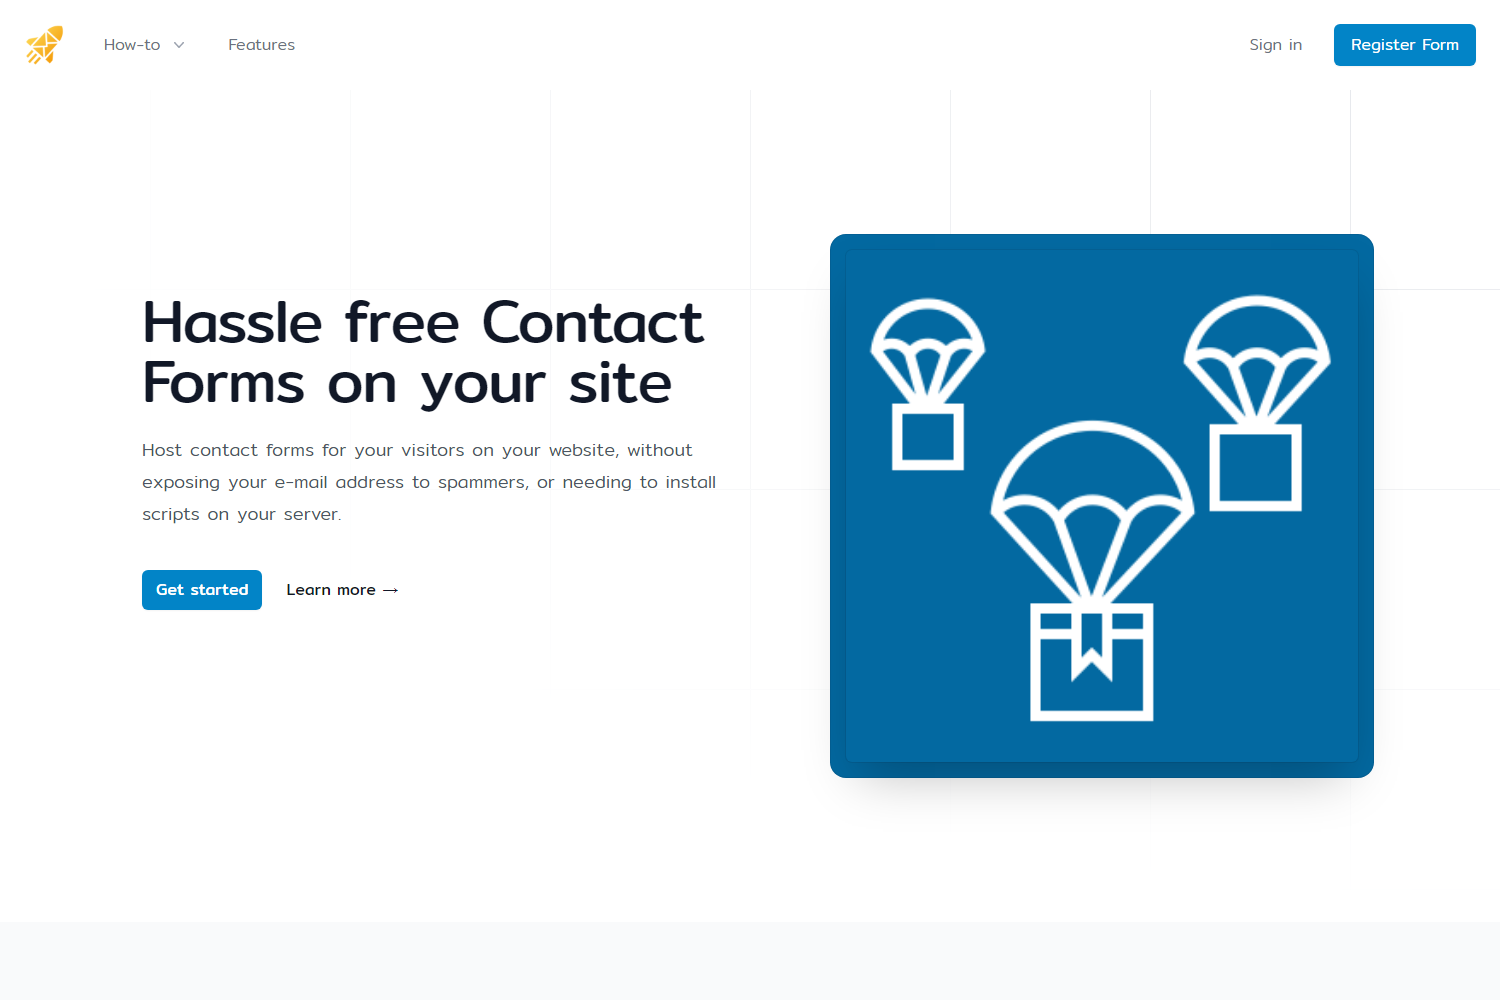 How-to
Features
Sign in
Register Form
Hassle free Contact
Forms on your site
Host contact forms for your visitors on your website, without
exposing your e-mail address to spammers, or needing to install
scripts on your server.
Get started
Learn more →